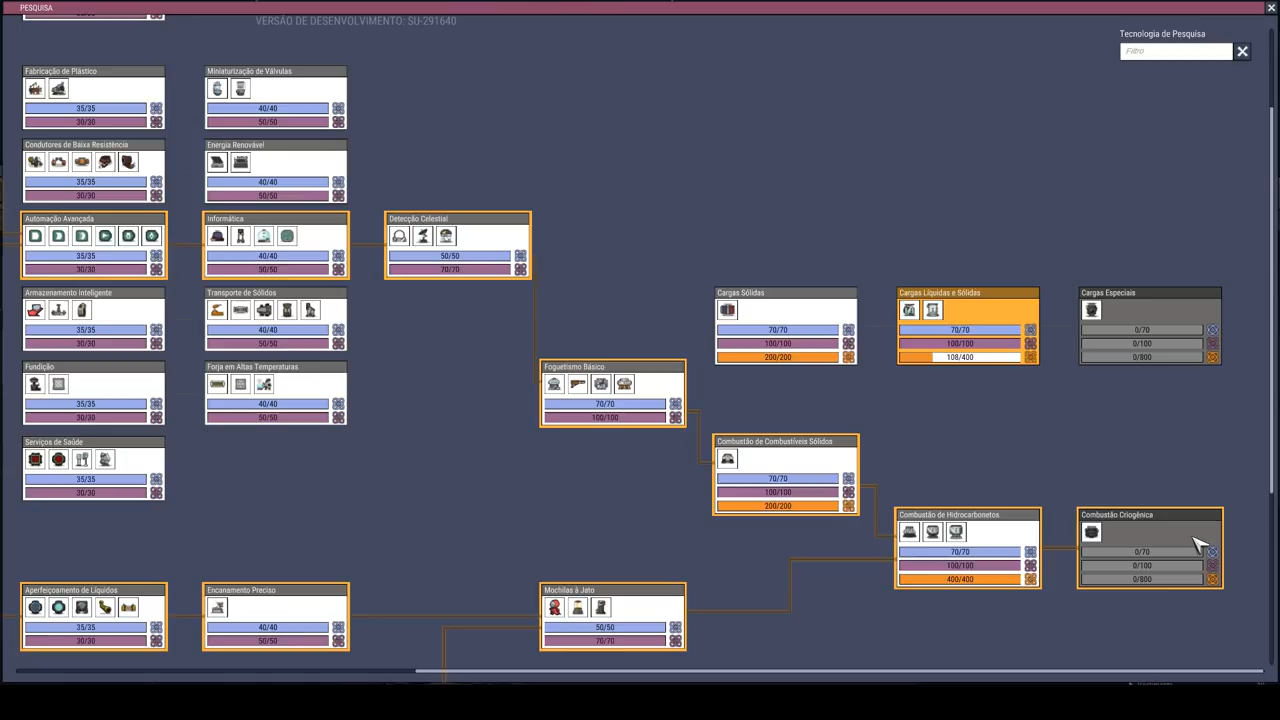 PESQUISA
VERSÃO DE DESENVOLVIMENTO: SU-291640
Tecnologia de Pesquisa
Filtro
Fabricação de Plástico
35/35
30/30
Miniaturização de Válvulas
40/40
50/50
Condutores de Baixa Resistência
35/35
30/30
Energia Renovável
40/40
50/50
Automação Avançada
35/35
30/30
Informática
40/40
50/50
Detecção Celestial
50/50
70/70
Armazenamento Inteligente
35/35
30/30
Transporte de Sólidos
40/40
50/50
Cargas Sólidas
70/70
100/100
200/200
Cargas Líquidas e Sólidas
70/70
100/100
108/400
Cargas Especiais
0/70
0/100
0/800
Fundição
35/35
30/30
Forja em Altas Temperaturas
40/40
50/50
Foguetismo Básico
70/70
100/100
Serviços de Saúde
35/35
30/30
Combustão de Combustíveis Sólidos
70/70
100/100
200/200
Combustão de Hidrocarbonetos
70/70
100/100
400/400
Combustão Criogênica
0/70
0/100
0/800
Aperfeiçoamento de Líquidos
35/35
30/30
Encanamento Preciso
40/40
50/50
Mochilas à Jato
50/50
70/70